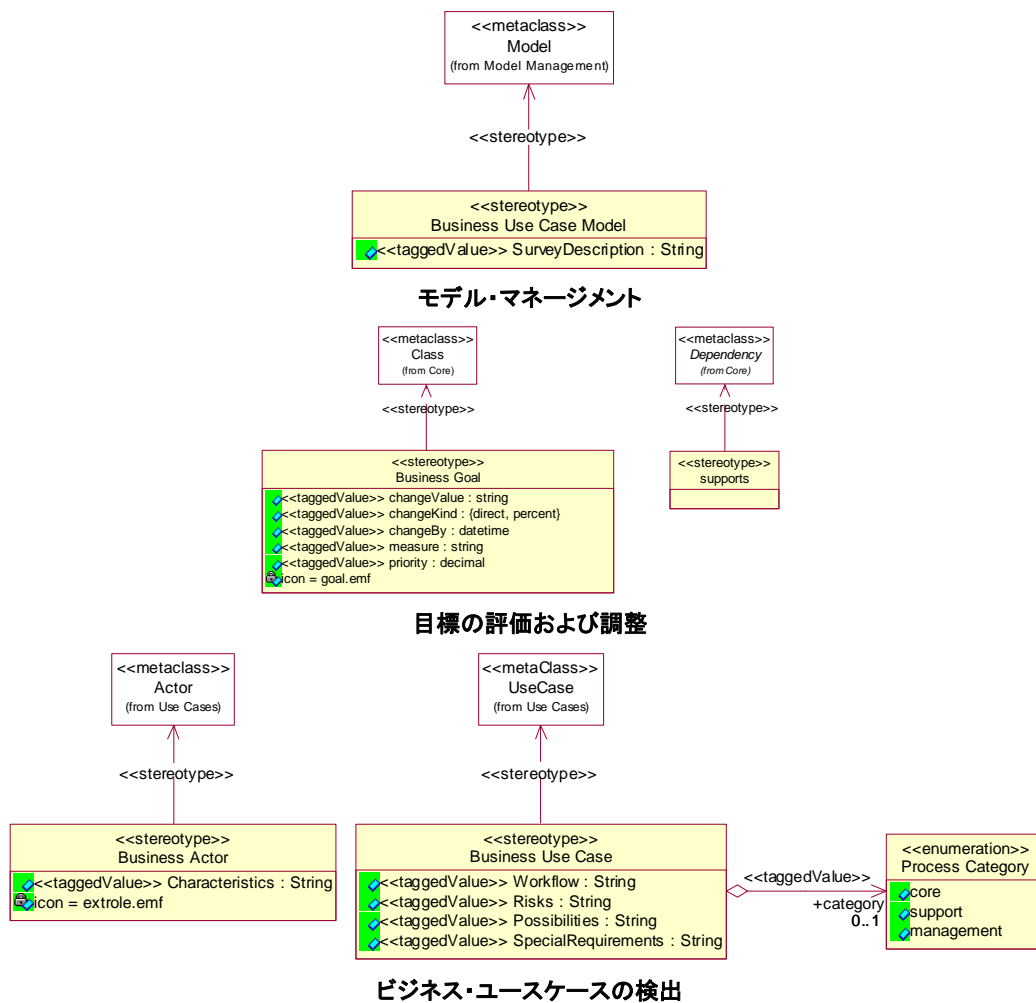 <<metaclass>>
Model
(from Model Management)
<<stereotype>>
<<stereotype>>
Business Use Case Model
<<taggedValue>> SurveyDescription : String
モデル・マネージメント
<<metaclass>>
Class
(from Core)
<<stereotype>>
<<stereotype>>
Business Goal
<<taggedValue>> changeValue : string
<<taggedValue>> changeKind : {direct, percent}
<<taggedValue>> changeBy : datetime
<<taggedValue>> measure : string
<<taggedValue>> priority : decimal
icon = goal.emf
<<metaclass>>
Dependency
(from Core)
<<stereotype>>
<<stereotype>>
supports
目標の評価および調整
<<metaclass>>
Actor
(from Use Cases)
<<stereotype>>
<<stereotype>>
Business Actor
<<taggedValue>> Characteristics : String
icon = extrole.emf
<<metaClass>>
UseCase
(from Use Cases)
<<stereotype>>
<<stereotype>>
Business Use Case
<<taggedValue>> Workflow : String
<<taggedValue>> Risks : String
<<taggedValue>> Possibilities : String
<<taggedValue>> SpecialRequirements : String
<<taggedValue>>
+category
0..1
<<enumeration>>
Process Category
core
support
management
ビジネス・ユースケースの検出